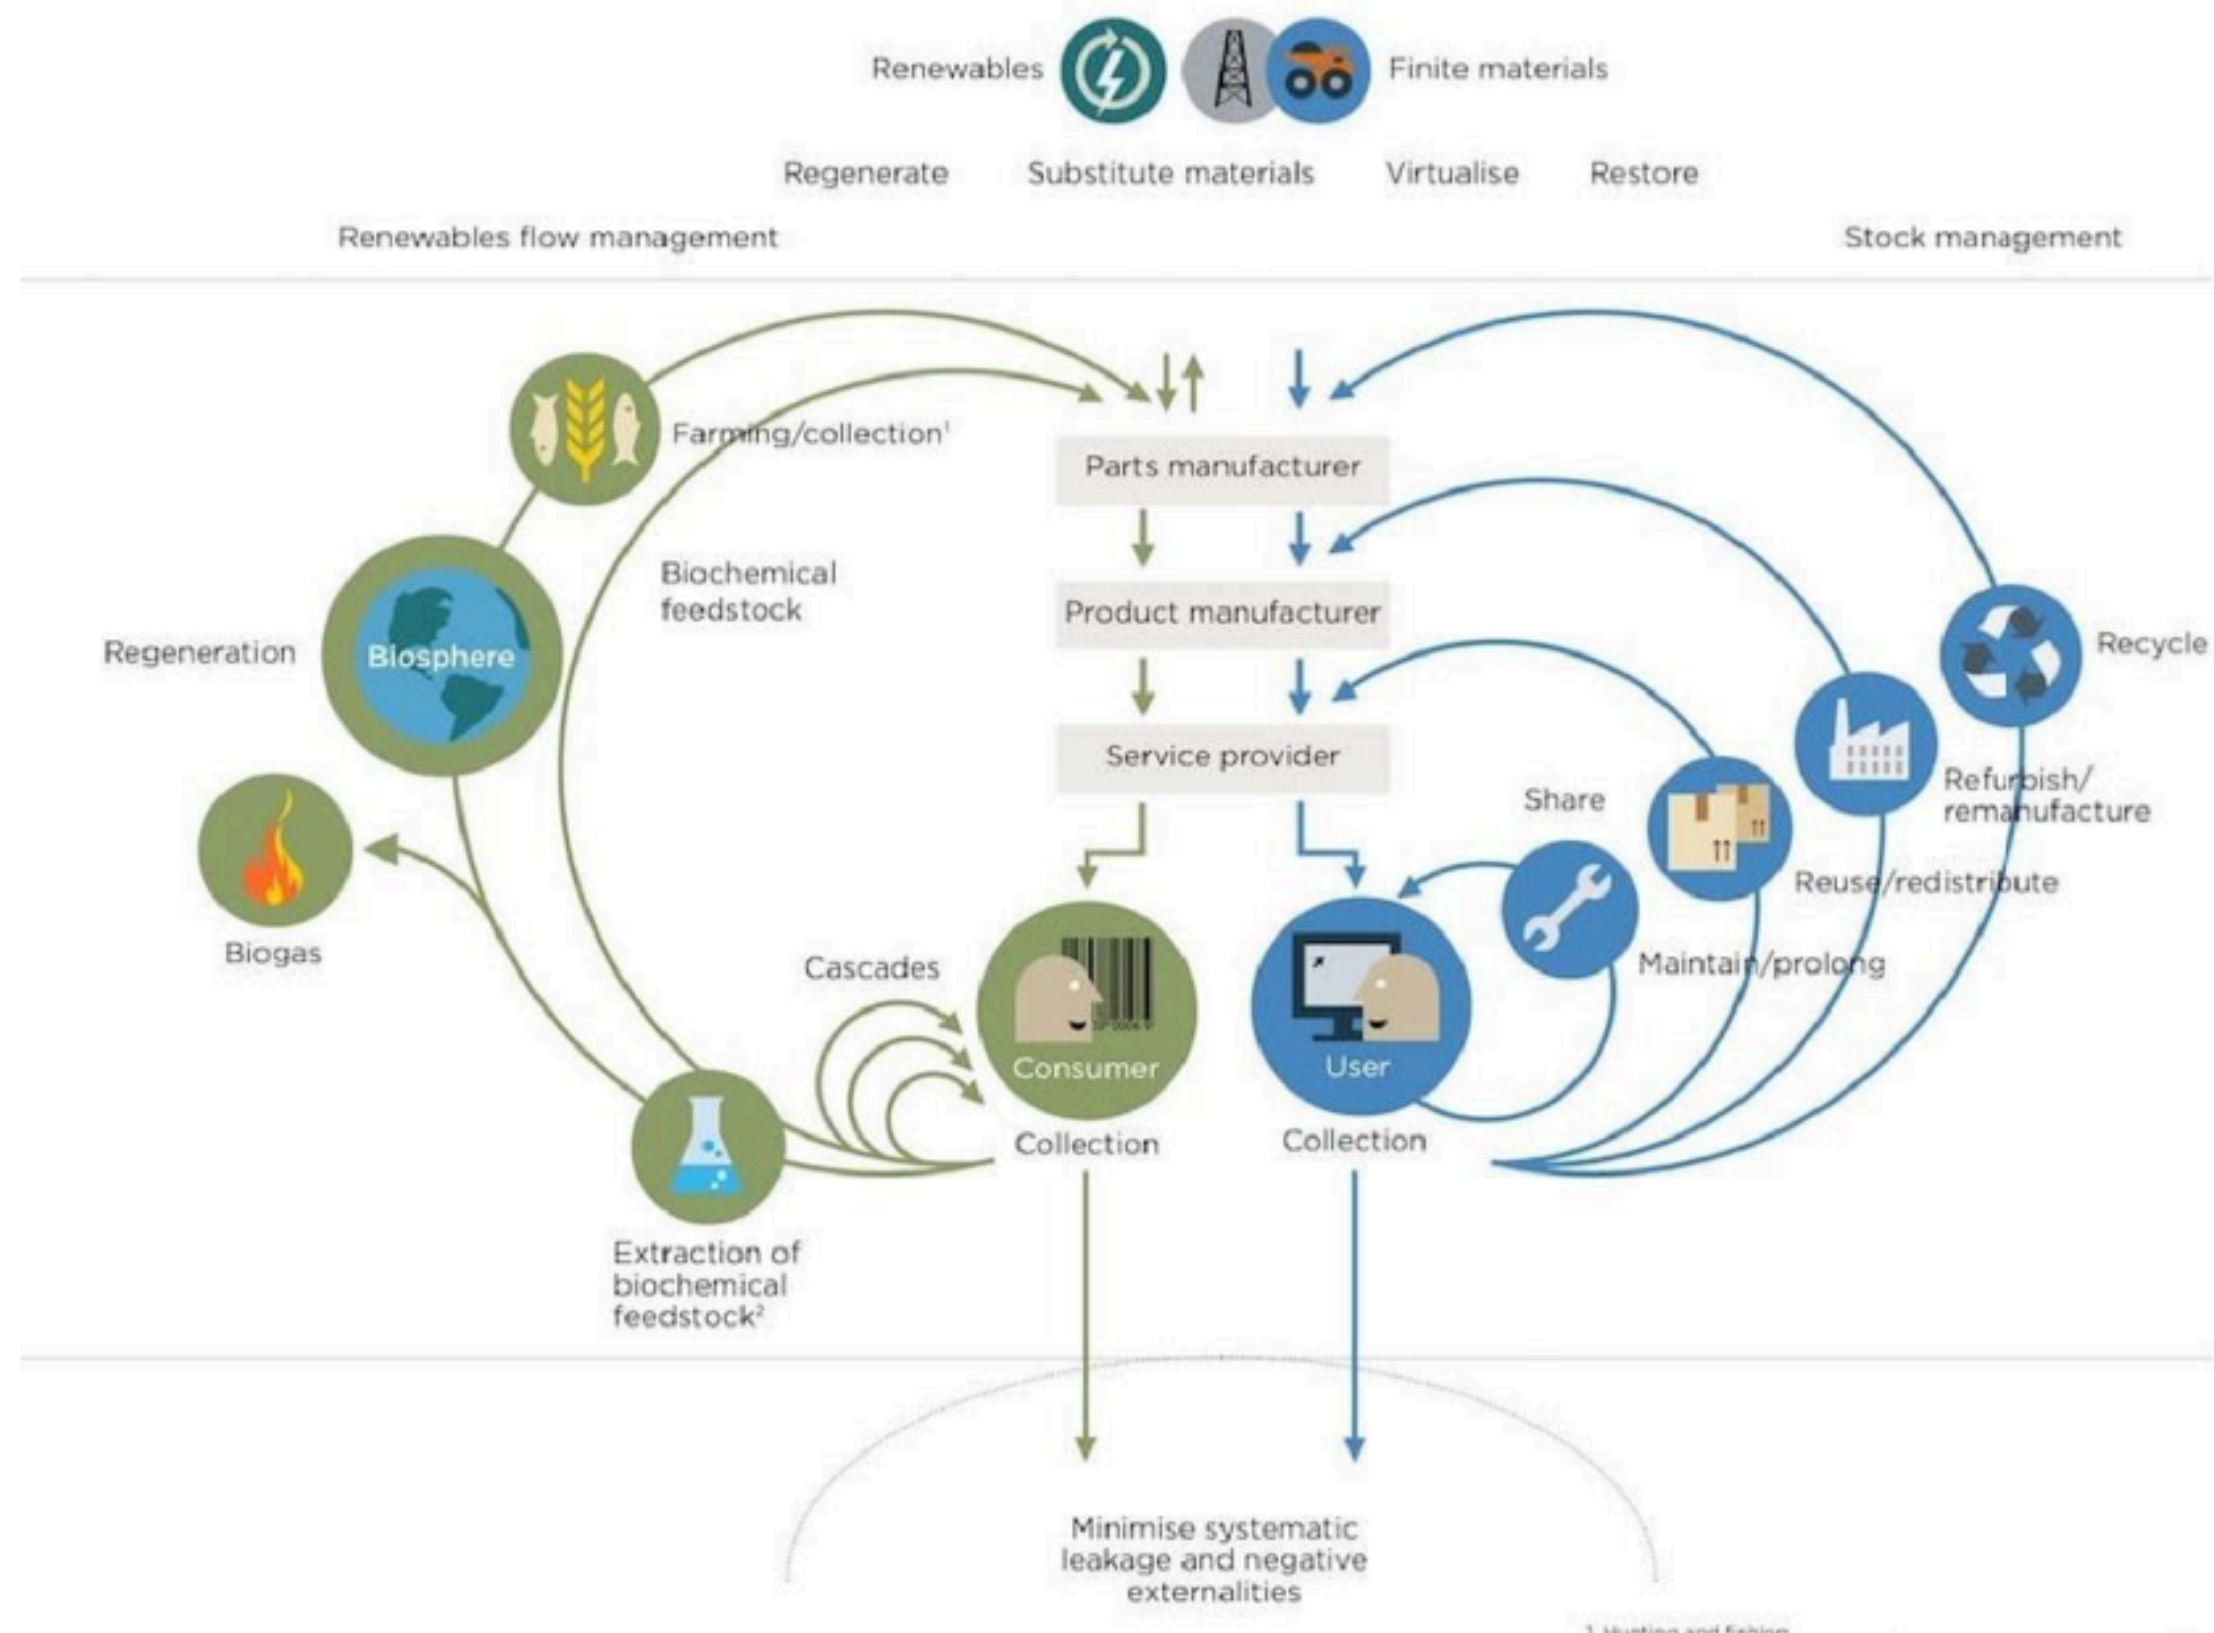 Renewables
Finite materials
Regenerate
Substitute materials
Virtualise
Restore
Renewables flow management
Stock management
Farming/collection¹
Parts manufacturer
Biochemical
feedstock
Product manufacturer
Regeneration
Biosphere
Recycle
Service provider
Share
Refurbish/
remanufacture
Reuse/redistribute
Biogas
Cascades
Maintain/prolong
Consumer
User
Collection
Collection
Extraction of
biochemical
feedstock²
Minimise systematic
leakage and negative
externalities